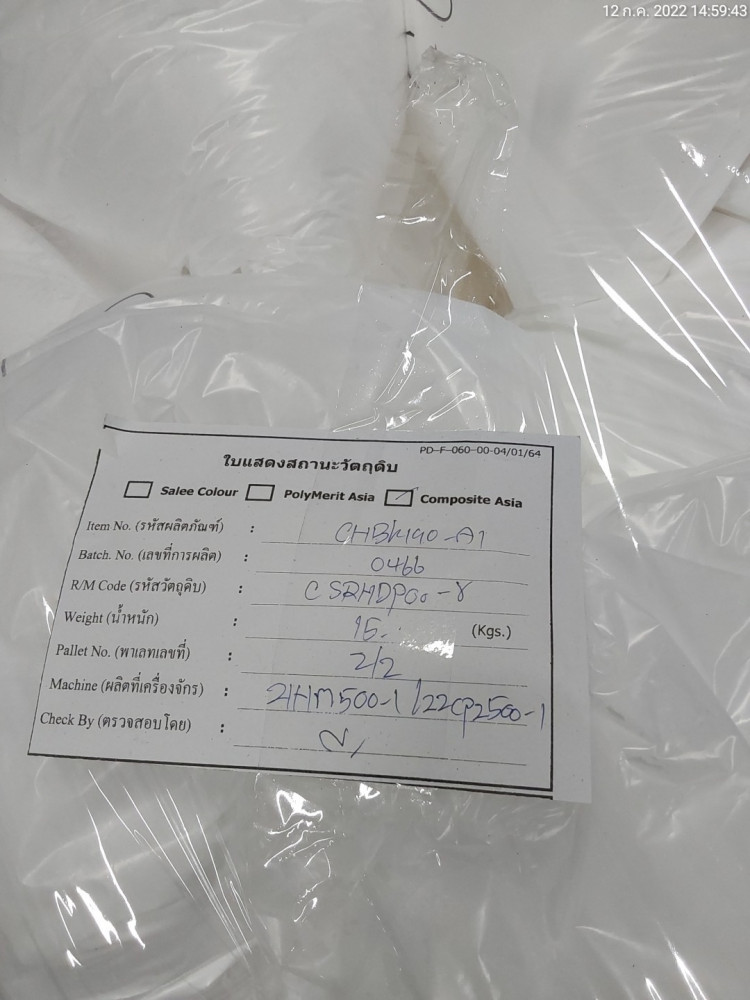 12 ก.ค. 2022 14:59:43
PD-F-060-00-04/01/64
ใบแสดงสถานะวัตถุดิบ
Salee Colour PolyMerit Asia Composite Asia
Item No. (รหัสผลิตภัณฑ์) : CHBK190-A1
Batch. No. (เลขที่การผลิต) : 0466
R/M Code (รหัสวัตถุดิบ) : CSRHDP00-8
Weight (น้ำหนัก) : 15.- (Kgs.)
Pallet No. (พาเลทเลขที่) : 2/2
Machine (ผลิตที่เครื่องจักร) : 21HM500-1/22CP2500-1
Check By (ตรวจสอบโดย) :